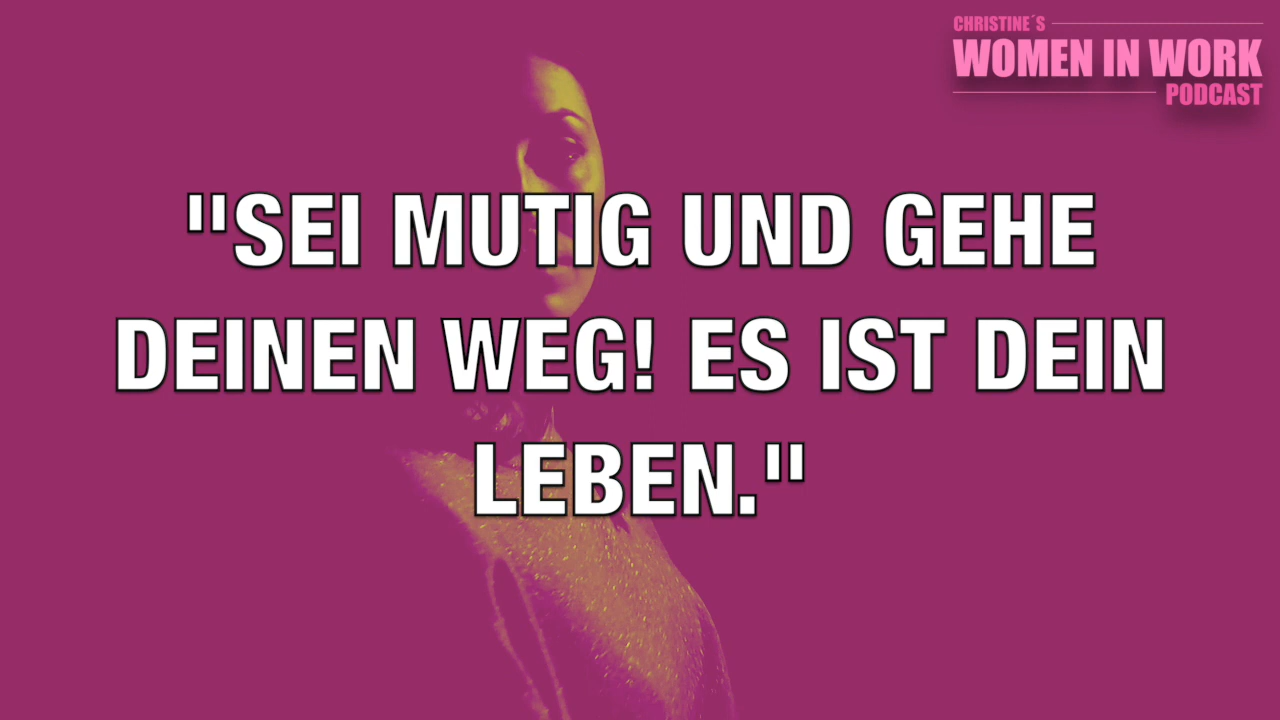 CHRISTINE´S
WOMEN IN WORK
PODCAST
"SEI MUTIG UND GEHE
DEINEN WEG! ES IST DEIN
LEBEN."